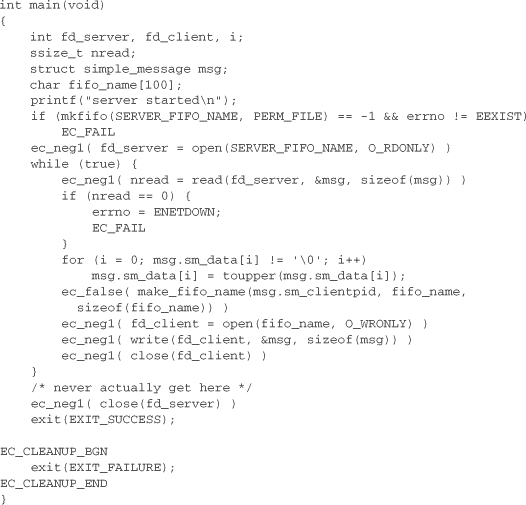 int main(void)
{
    int fd_server, fd_client, i;
    ssize_t nread;
    struct simple_message msg;
    char fifo_name[100];
    printf("server started\n");
    if (mkfifo(SERVER_FIFO_NAME, PERM_FILE) == -1 && errno != EEXIST)
        EC_FAIL
    ec_neg1( fd_server = open(SERVER_FIFO_NAME, O_RDONLY) )
    while (true) {
        ec_neg1( nread = read(fd_server, &msg, sizeof(msg)) )
        if (nread == 0) {
            errno = ENETDOWN;
            EC_FAIL
        }
        for (i = 0; msg.sm_data[i] != '\0'; i++)
            msg.sm_data[i] = toupper(msg.sm_data[i]);
        ec_false( make_fifo_name(msg.sm_clientpid, fifo_name,
          sizeof(fifo_name)) )
        ec_neg1( fd_client = open(fifo_name, O_WRONLY) )
        ec_neg1( write(fd_client, &msg, sizeof(msg)) )
        ec_neg1( close(fd_client) )
    }
    /* never actually get here */
    ec_neg1( close(fd_server) )
    exit(EXIT_SUCCESS);

EC_CLEANUP_BGN
    exit(EXIT_FAILURE);
EC_CLEANUP_END
}